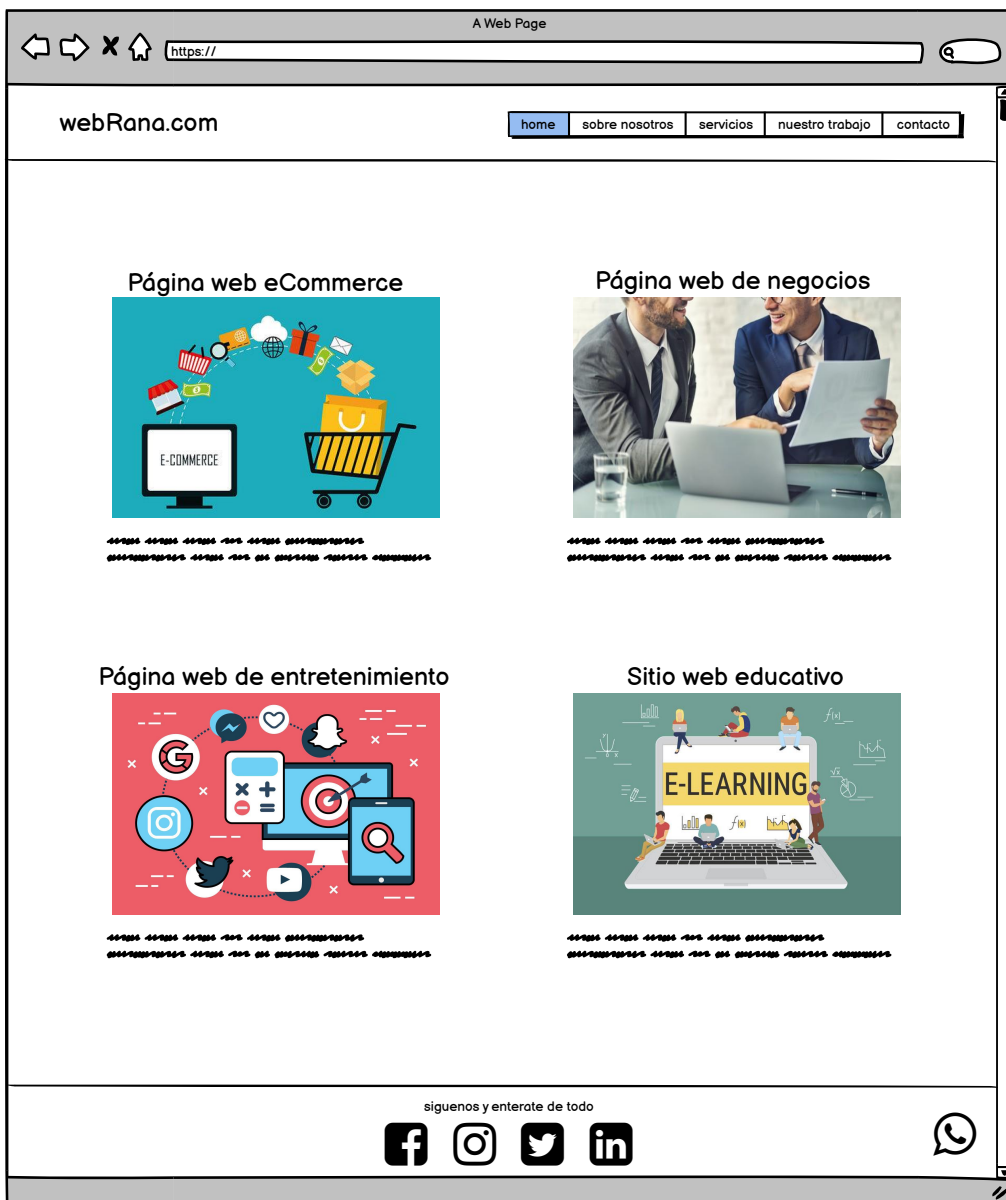 A Web Page
https://
webRana.com
home sobre nosotros servicios nuestro trabajo contacto
Página web eCommerce
Página web de negocios
E-COMMERCE
Página web de entretenimiento
Sitio web educativo
f(x)
√x
E-LEARNING
f(x)
siguenos y enterate de todo